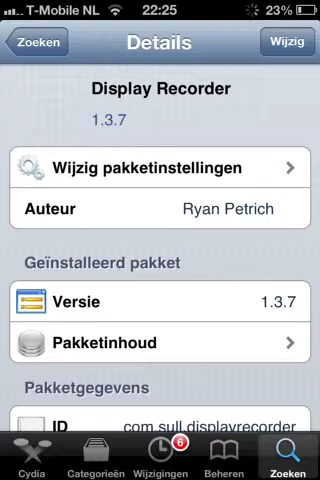 T-Mobile NL 22:25 23%
Zoeken Details Wijzig
Display Recorder
1.3.7
Wijzig pakketinstellingen
Auteur Ryan Petrich
Geïnstalleerd pakket
Versie 1.3.7
Pakketinhoud
Pakketgegevens
ID com.sull.displayrecorder
6
Cydia Categorieën Wijzigingen Beheren Zoeken